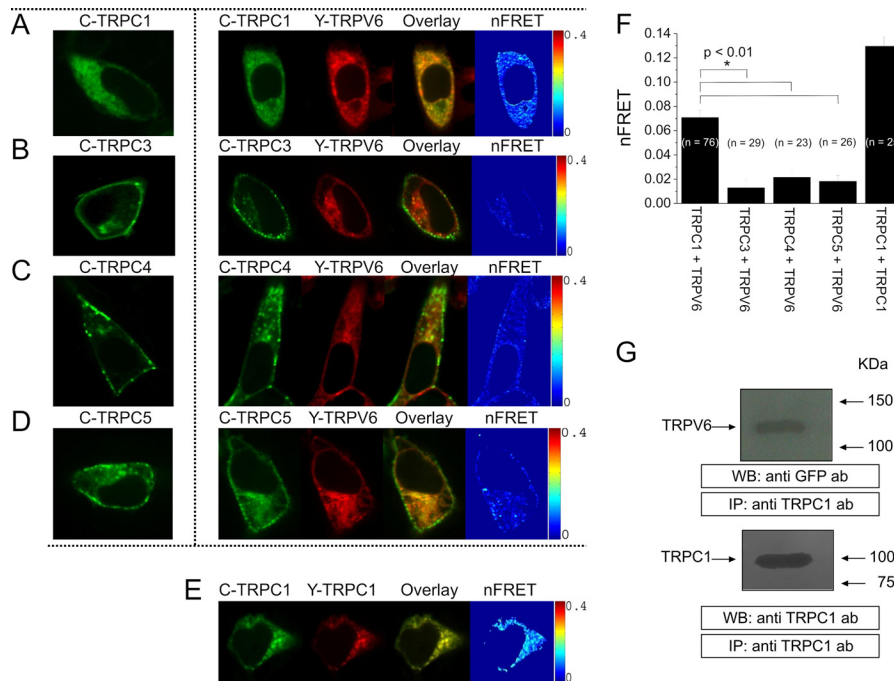 A
C-TRPC1
C-TRPC1 Y-TRPV6 Overlay nFRET
0.4
0
B
C-TRPC3
C-TRPC3 Y-TRPV6 Overlay nFRET
0.4
0
C
C-TRPC4
C-TRPC4 Y-TRPV6 Overlay nFRET
0.4
0
D
C-TRPC5
C-TRPC5 Y-TRPV6 Overlay nFRET
0.4
0
E
C-TRPC1 Y-TRPC1 Overlay nFRET
0.4
0
F
nFRET
0.14
0.12
0.10
0.08
0.06
0.04
0.02
0.00
p < 0.01
*
(n = 76) (n = 29) (n = 23) (n = 26) (n = 2
TRPC1 + TRPV6
TRPC3 + TRPV6
TRPC4 + TRPV6
TRPC5 + TRPV6
TRPC1 + TRPC1
G
KDa
150
TRPV6
100
WB: anti GFP ab
IP: anti TRPC1 ab
TRPC1
100
75
WB: anti TRPC1 ab
IP: anti TRPC1 ab